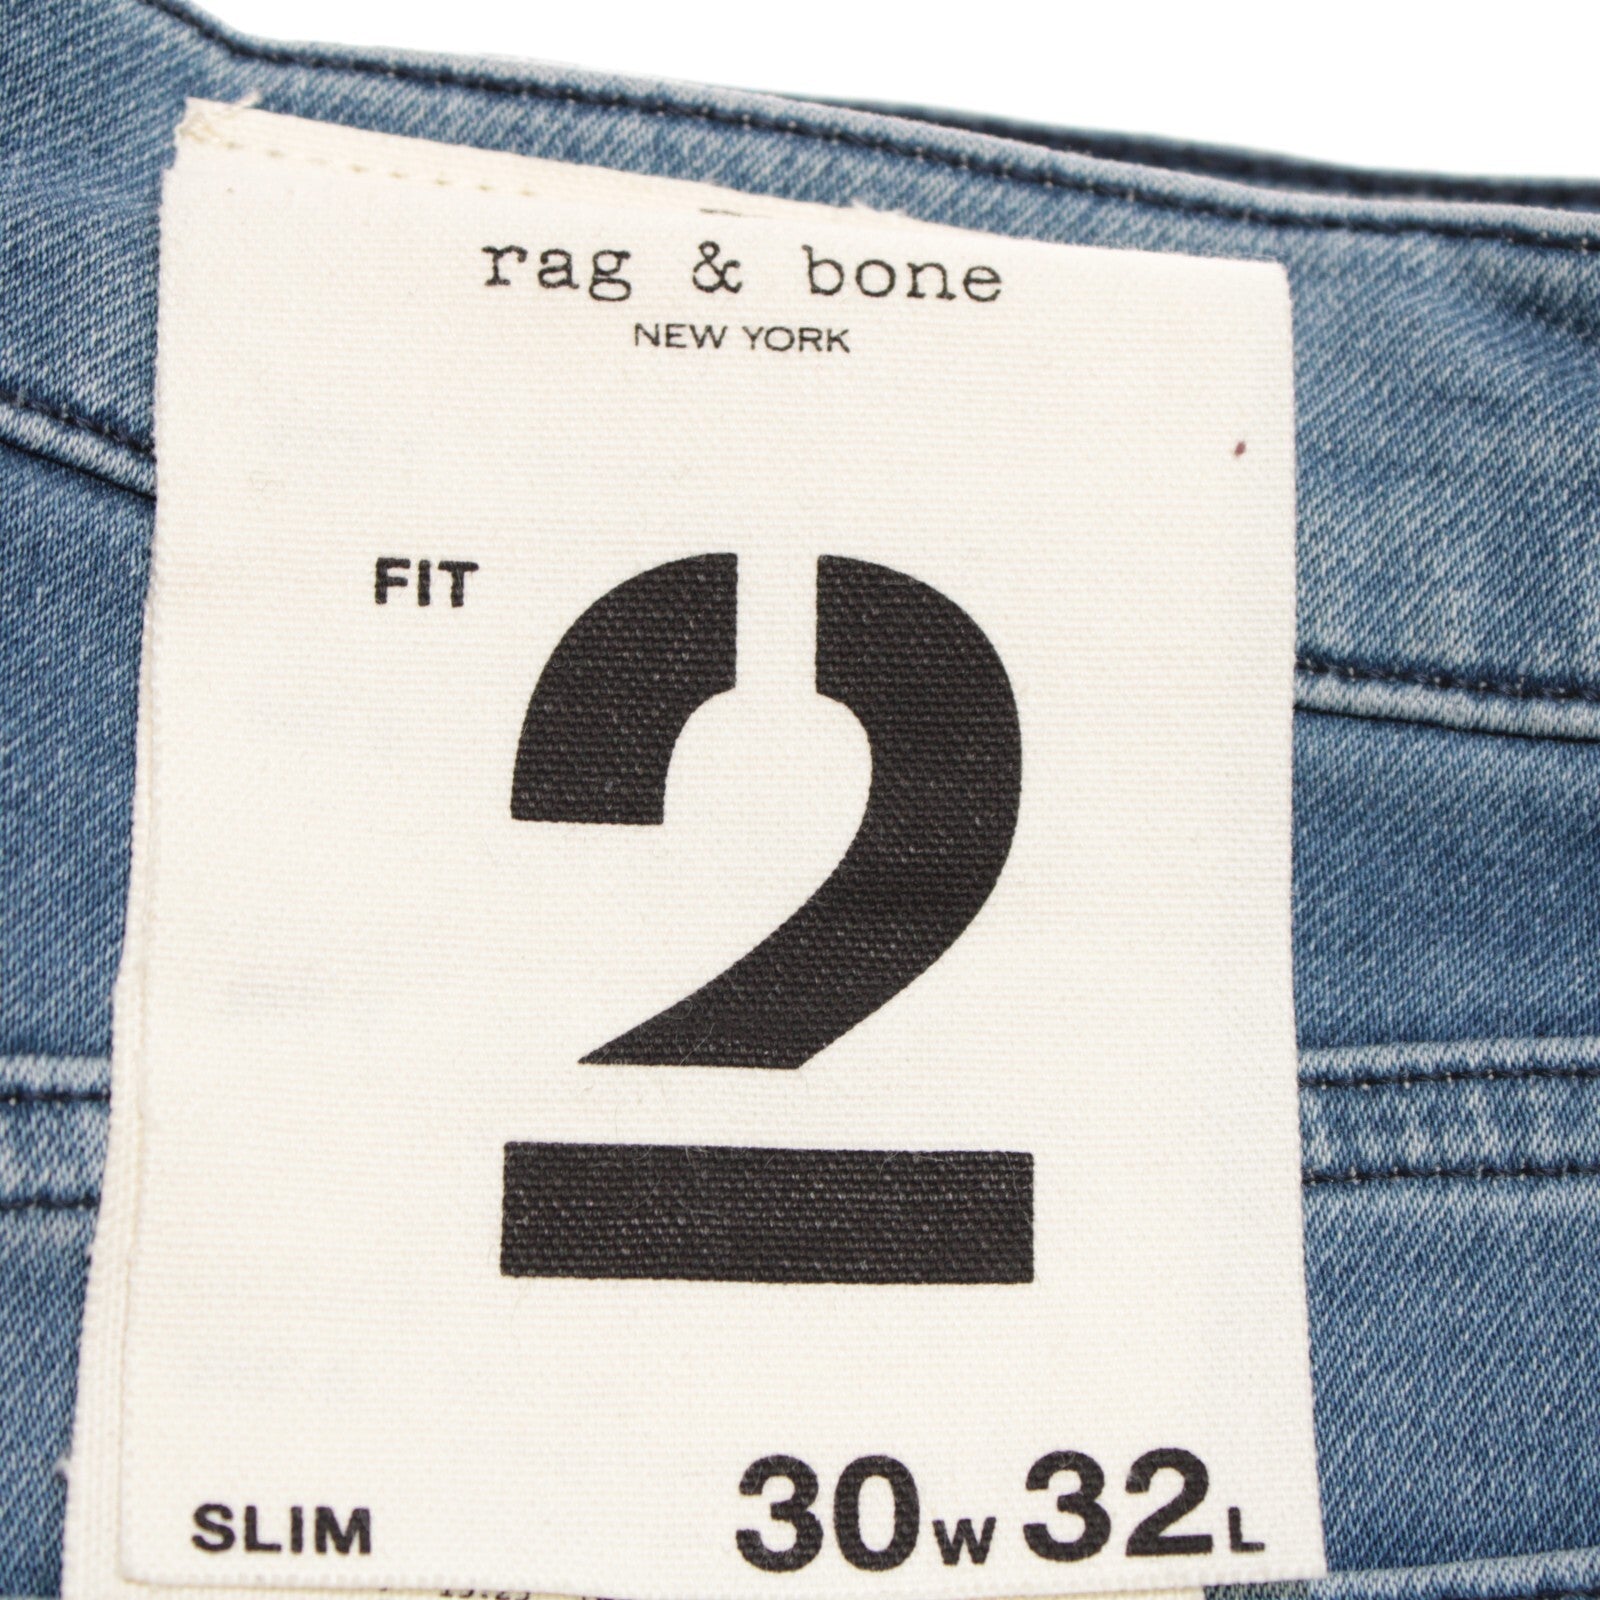 rag & bone
NEW YORK
FIT
2
SLIM 30W 32L